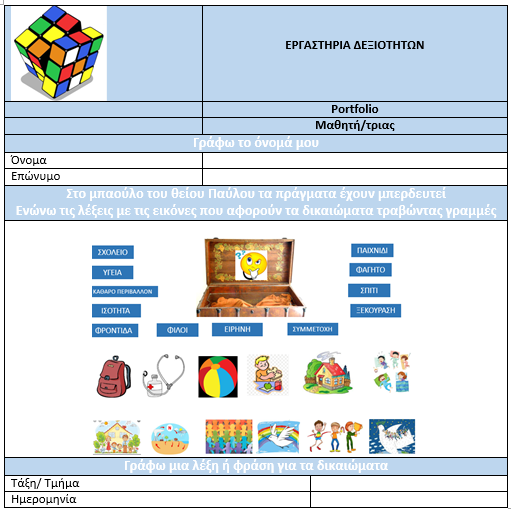 ΕΡΓΑΣΤΗΡΙΑ ΔΕΞΙΟΤΗΤΩΝ
Portfolio
Μαθητή/τριας
Γράφω το όνομά μου
Όνομα
Επώνυμο
Στο μπαούλο του θείου Παύλου τα πράγματα έχουν μπερδευτεί
Ενώνω τις λέξεις με τις εικόνες που αφορούν τα δικαιώματα τραβώντας γραμμές
ΣΧΟΛΕΙΟ
ΥΓΕΙΑ
ΚΑΘΑΡΟ ΠΕΡΙΒΑΛΛΟΝ
ΙΣΟΤΗΤΑ
ΦΡΟΝΤΙΔΑ
ΦΙΛΟΙ
ΕΙΡΗΝΗ
ΣΥΜΜΕΤΟΧΗ
ΠΑΙΧΝΙΔΙ
ΦΑΓΗΤΟ
ΣΠΙΤΙ
ΞΕΚΟΥΡΑΣΗ
Γράφω μια λέξη ή φράση για τα δικαιώματα
Τάξη/ Τμήμα
Ημερομηνία